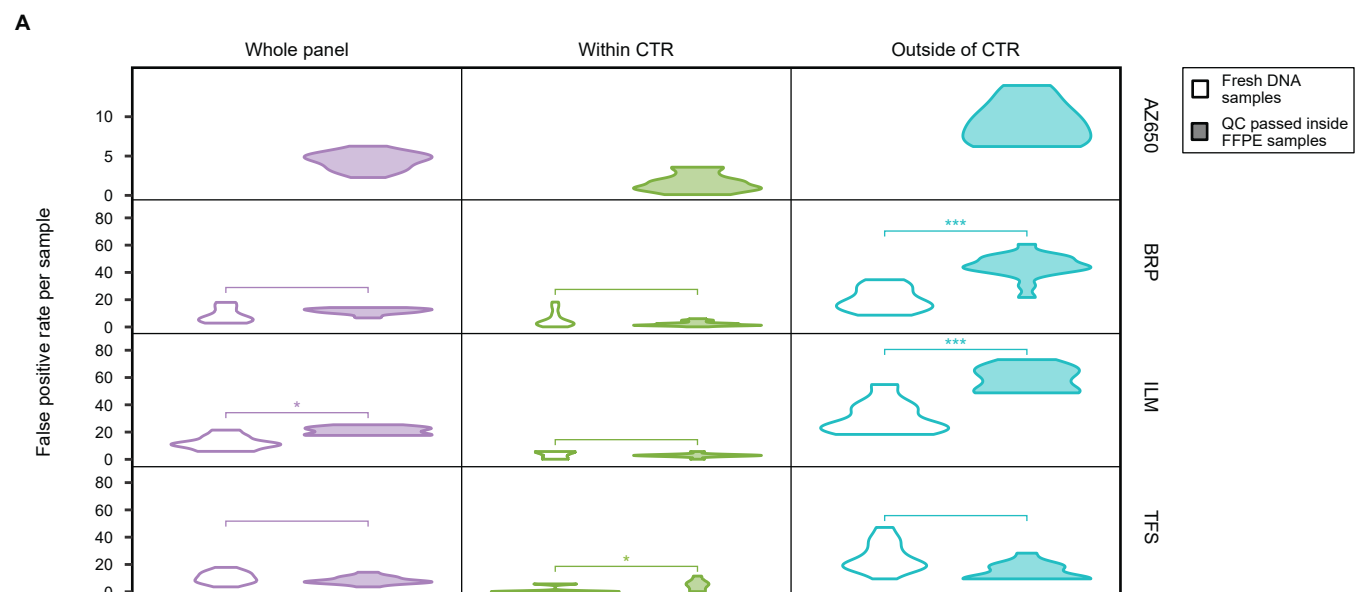 A
Whole panel
Within CTR
Outside of CTR
Fresh DNA
samples
QC passed inside
FFPE samples
False positive rate per sample
10
5
0
AZ650
***
80
60
40
20
0
BRP
***
*
80
60
40
20
0
ILM
*
80
60
40
20
0
TFS